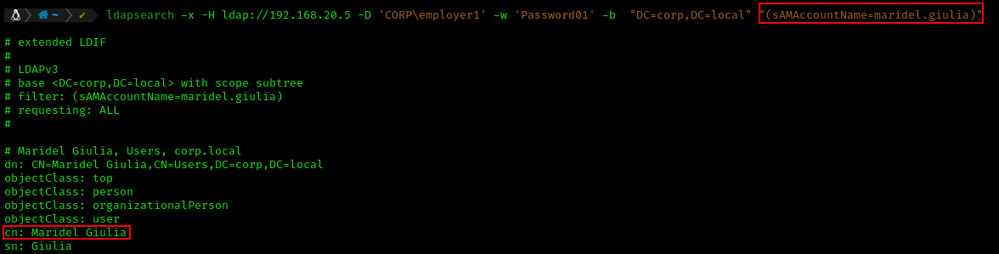 ~ ✔ ldapsearch -x -H ldap://192.168.20.5 -D 'CORP\employer1' -w 'Password01' -b  "DC=corp,DC=local" "(sAMAccountName=maridel.giulia)"
# extended LDIF
#
# LDAPv3
# base <DC=corp,DC=local> with scope subtree
# filter: (sAMAccountName=maridel.giulia)
# requesting: ALL
#
# Maridel Giulia, Users, corp.local
dn: CN=Maridel Giulia,CN=Users,DC=corp,DC=local
objectClass: top
objectClass: person
objectClass: organizationalPerson
objectClass: user
cn: Maridel Giulia
sn: Giulia